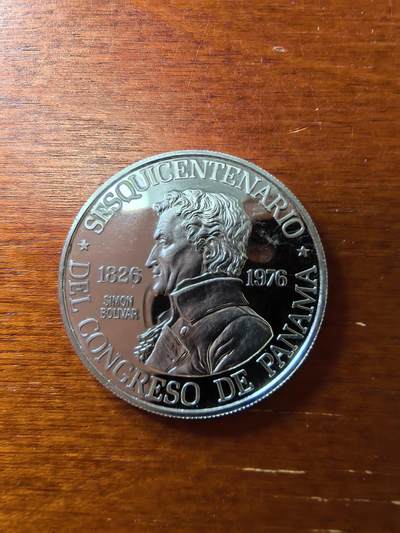 ★ SESQUICENTENARIO ★
1826 1976
SIMON
BOLIVAR
DEL CONGRESO DE PANAMA